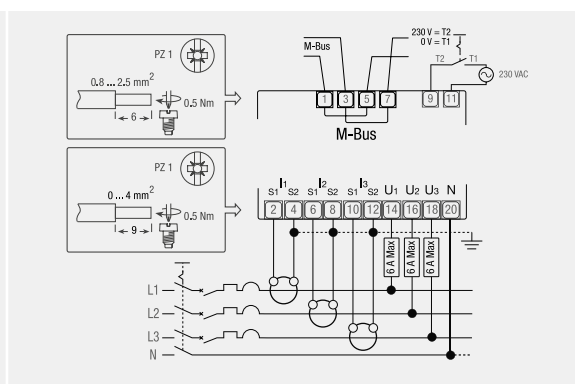 PZ 1
0.8 ... 2.5 mm²
6
0.5 Nm
PZ 1
0 ... 4 mm²
9
0.5 Nm
M-Bus
230 V = T2
0 V = T1
T2 T1
230 VAC
1 3 5 7 9 11
M-Bus
I1 I2 I3
S1 S2 S1 S2 S1 S2 U1 U2 U3 N
2 4 6 8 10 12 14 16 18 20
6 A Max 6 A Max 6 A Max
L1
L2
L3
N